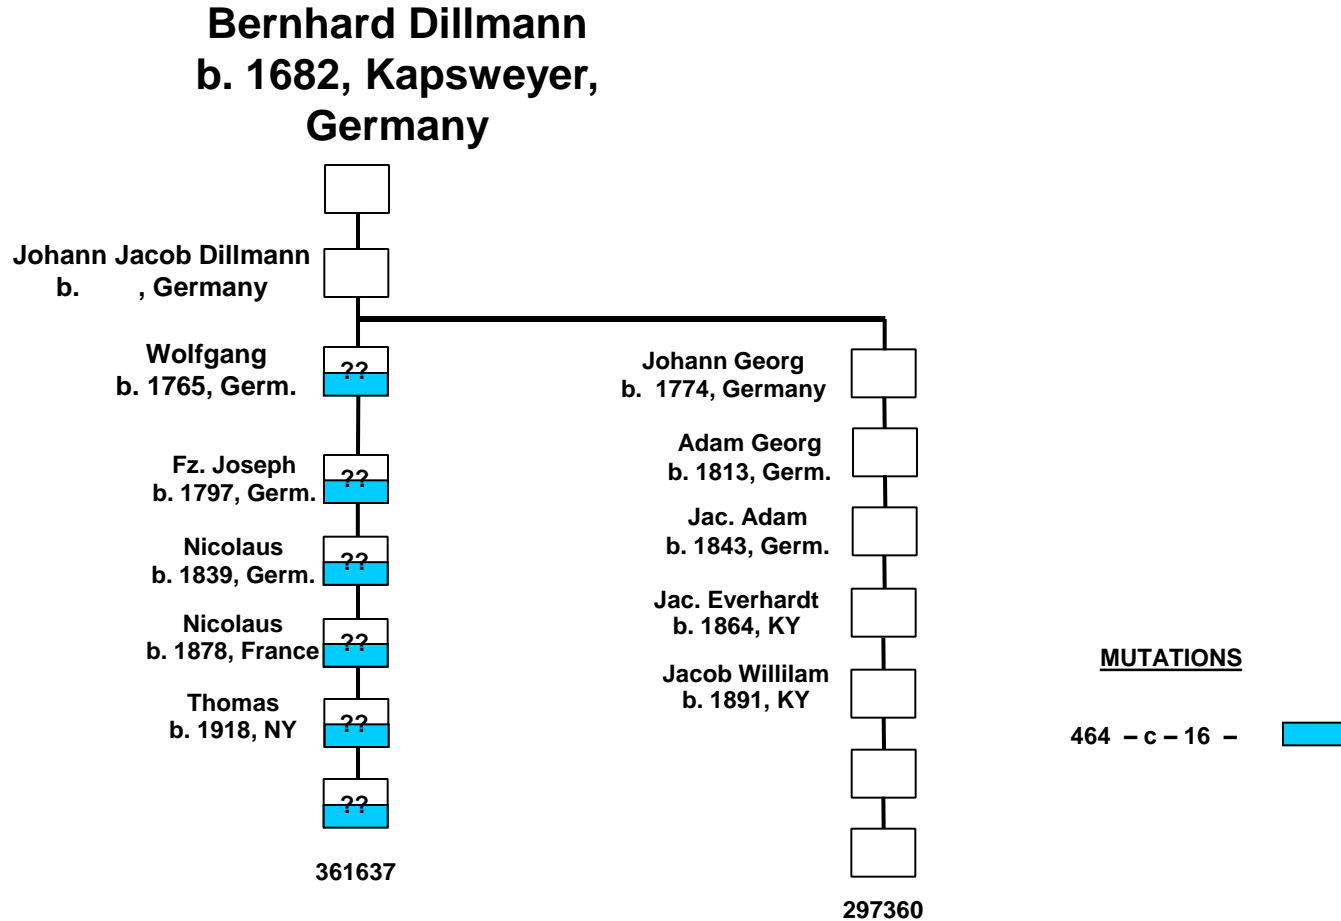 Bernhard Dillmann
b. 1682, Kapsweyer,
Germany
Johann Jacob Dillmann
b. , Germany
Wolfgang
b. 1765, Germ.
??
Fz. Joseph
b. 1797, Germ.
??
Nicolaus
b. 1839, Germ.
??
Nicolaus
b. 1878, France
??
Thomas
b. 1918, NY
??
??
361637
Johann Georg
b. 1774, Germany
Adam Georg
b. 1813, Germ.
Jac. Adam
b. 1843, Germ.
Jac. Everhardt
b. 1864, KY
Jacob Willilam
b. 1891, KY
297360
MUTATIONS
464 – c – 16 –